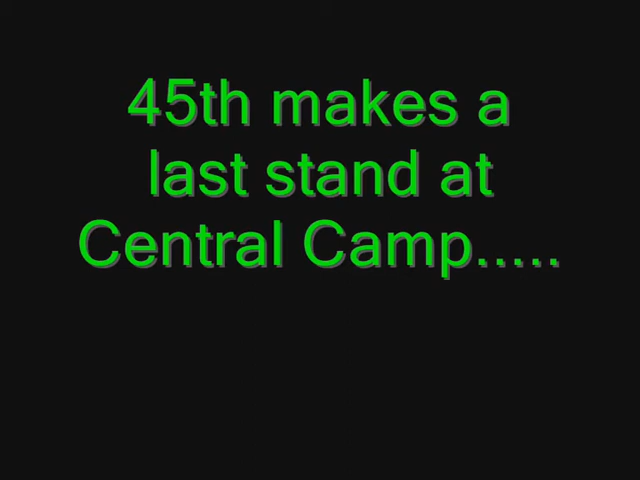 45th makes a
last stand at
Central Camp.....